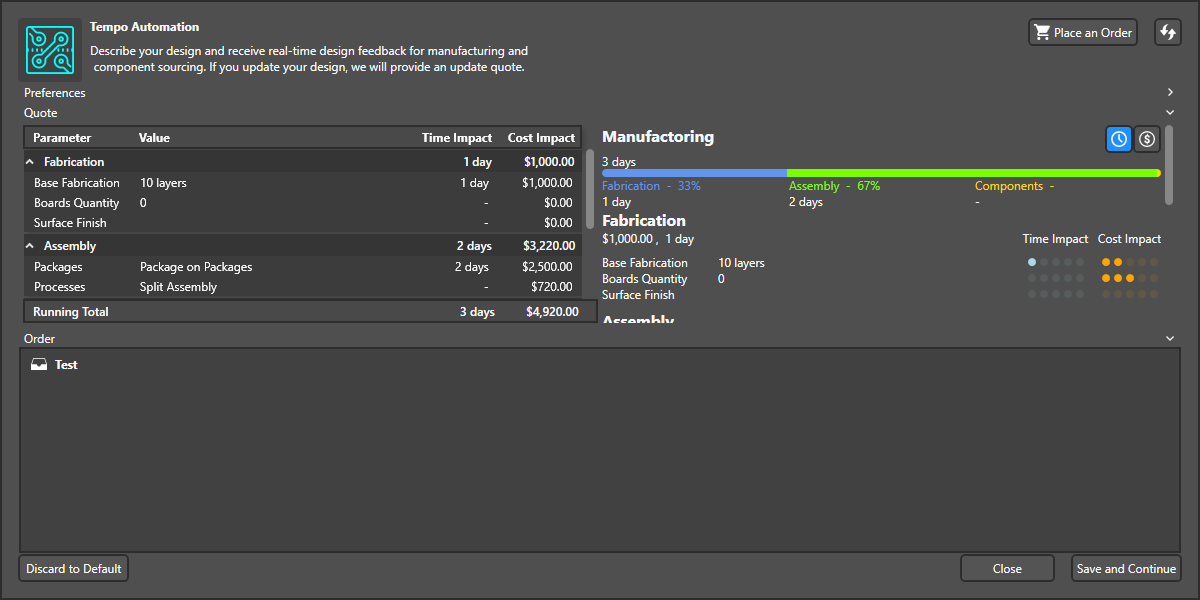 Tempo Automation
Describe your design and receive real-time design feedback for manufacturing and
component sourcing. If you update your design, we will provide an update quote.
Place an Order
Preferences
Quote
Parameter Value Time Impact Cost Impact
Fabrication 1 day $1,000.00
Base Fabrication 10 layers 1 day $1,000.00
Boards Quantity 0 - $0.00
Surface Finish - $0.00
Assembly 2 days $3,220.00
Packages Package on Packages 2 days $2,500.00
Processes Split Assembly - $720.00
Running Total 3 days $4,920.00
Manufactoring
3 days
Fabrication - 33% Assembly - 67% Components -
1 day 2 days -
Fabrication
$1,000.00 , 1 day
Time Impact Cost Impact
Base Fabrication 10 layers
Boards Quantity 0
Surface Finish
Assembly
Order
Test
Discard to Default
Close
Save and Continue